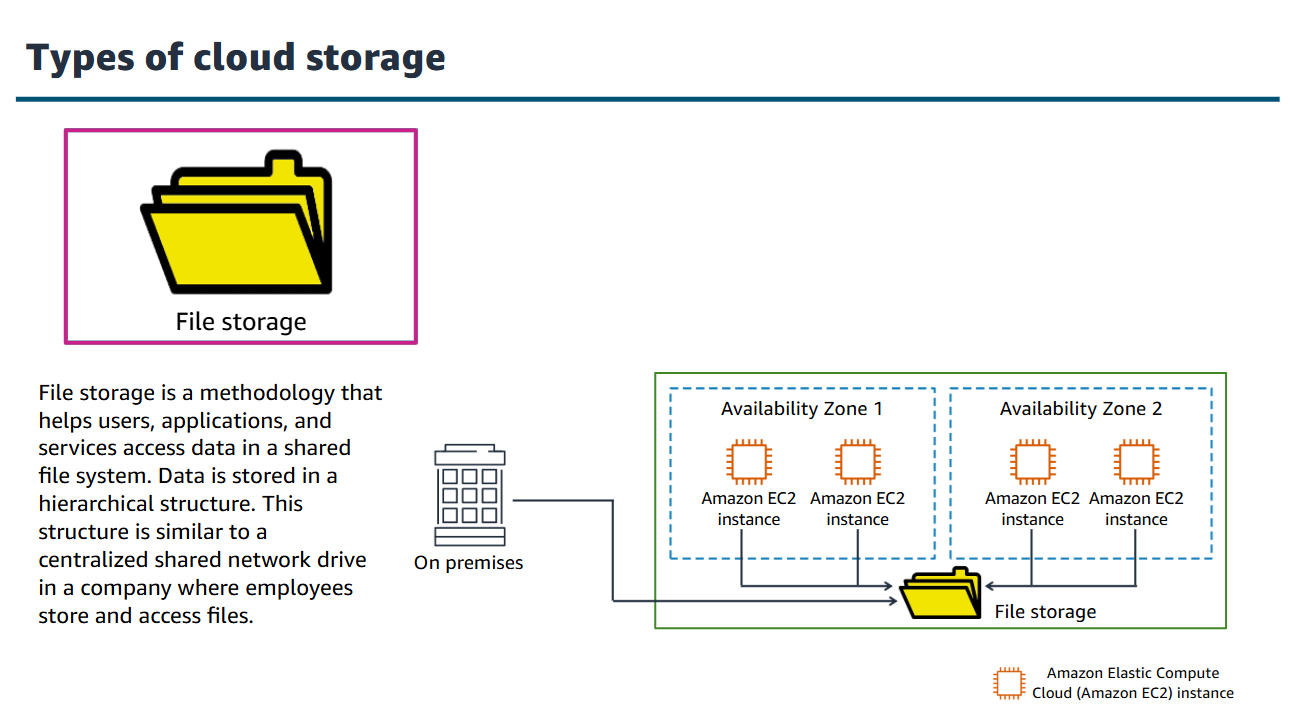 Types of cloud storage
File storage
File storage is a methodology that
helps users, applications, and
services access data in a shared
file system. Data is stored in a
hierarchical structure. This
structure is similar to a
centralized shared network drive
in a company where employees
store and access files.
On premises
Availability Zone 1
Amazon EC2
instance
Amazon EC2
instance
Availability Zone 2
Amazon EC2
instance
Amazon EC2
instance
File storage
Amazon Elastic Compute
Cloud (Amazon EC2) instance